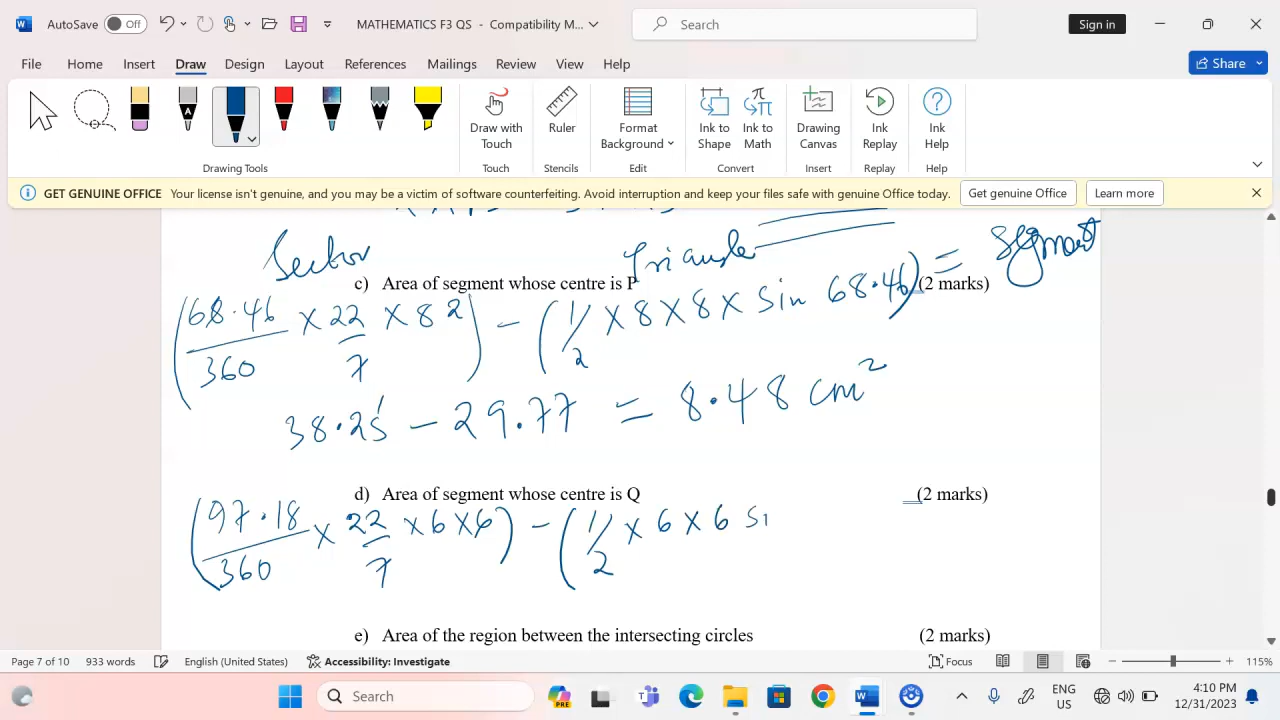 AutoSave Off MATHEMATICS F3 QS - Compatibility M... Search Sign in
File Home Insert Draw Design Layout References Mailings Review View Help Share
Draw with Touch Ruler Format Background Ink to Shape Ink to Math Drawing Canvas Ink Replay Ink Help
Drawing Tools Touch Stencils Edit Convert Insert Replay Help
GET GENUINE OFFICE Your license isn't genuine, and you may be a victim of software counterfeiting. Avoid interruption and keep your files safe with genuine Office today. Get genuine Office Learn more
Sector Triangle = Segment
c) Area of segment whose centre is P (2 marks)
(68.46/360 × 22/7 × 8²) − (1/2 × 8 × 8 × sin 68.46)
38.25 − 29.77 = 8.48 cm²
d) Area of segment whose centre is Q (2 marks)
(97.18/360 × 22/7 × 6 × 6) − (1/2 × 6 × 6 si
e) Area of the region between the intersecting circles (2 marks)
Page 7 of 10 933 words English (United States) Accessibility: Investigate Focus 115%
Search PRE ENG US 4:10 PM 12/31/2023